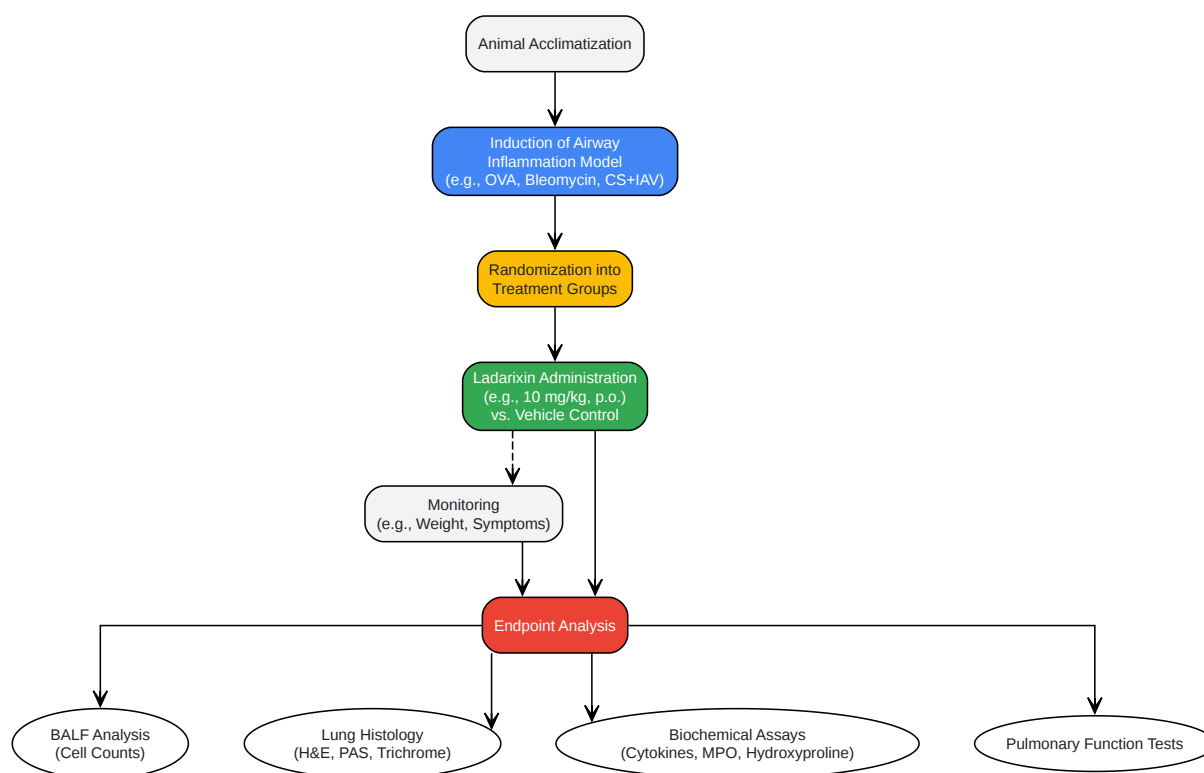 Animal Acclimatization
Induction of Airway
Inflammation Model
(e.g., OVA, Bleomycin, CS+IAV)
Randomization into
Treatment Groups
Ladarixin Administration
(e.g., 10 mg/kg, p.o.)
vs. Vehicle Control
Monitoring
(e.g., Weight, Symptoms)
Endpoint Analysis
BALF Analysis
(Cell Counts)
Lung Histology
(H&E, PAS, Trichrome)
Biochemical Assays
(Cytokines, MPO, Hydroxyproline)
Pulmonary Function Tests